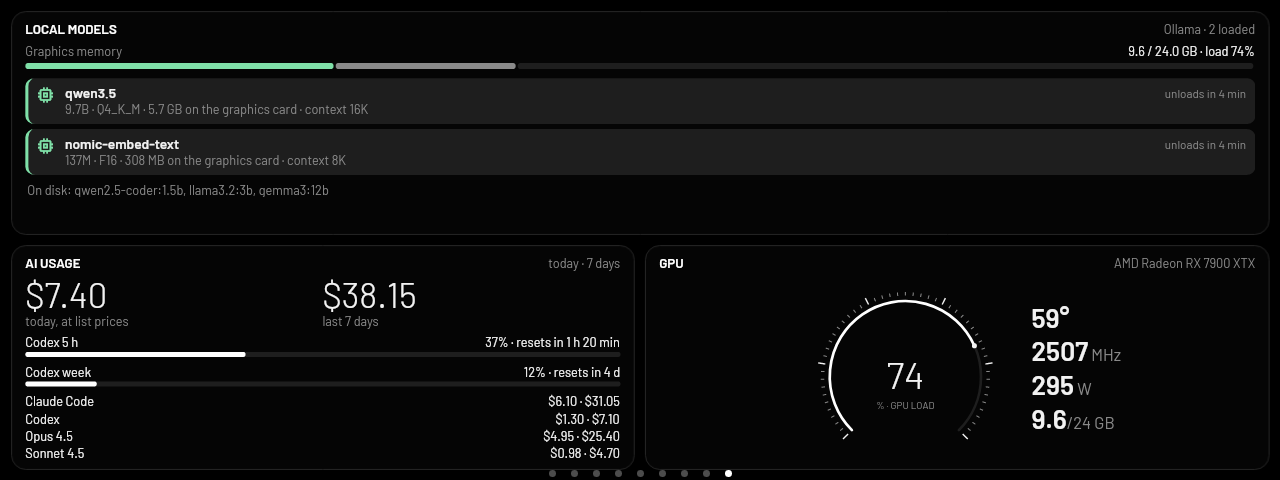 LOCAL MODELS
Ollama · 2 loaded
Graphics memory
9.6 / 24.0 GB · load 74%
qwen3.5
unloads in 4 min
9.7B · Q4_K_M · 5.7 GB on the graphics card · context 16K
nomic-embed-text
unloads in 4 min
137M · F16 · 308 MB on the graphics card · context 8K
On disk: qwen2.5-coder:1.5b, llama3.2:3b, gemma3:12b
AI USAGE
today · 7 days
$7.40
$38.15
today, at list prices
last 7 days
Codex 5 h
37% · resets in 1 h 20 min
Codex week
12% · resets in 4 d
Claude Code
$6.10 · $31.05
Codex
$1.30 · $7.10
Opus 4.5
$4.95 · $25.40
Sonnet 4.5
$0.98 · $4.70
GPU
AMD Radeon RX 7900 XTX
74
% · GPU LOAD
59°
2507 MHz
295 W
9.6/24 GB